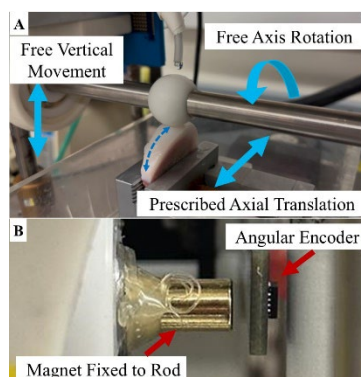 A
Free Vertical
Movement
Free Axis Rotation
Prescribed Axial Translation
B
Angular Encoder
Magnet Fixed to Rod